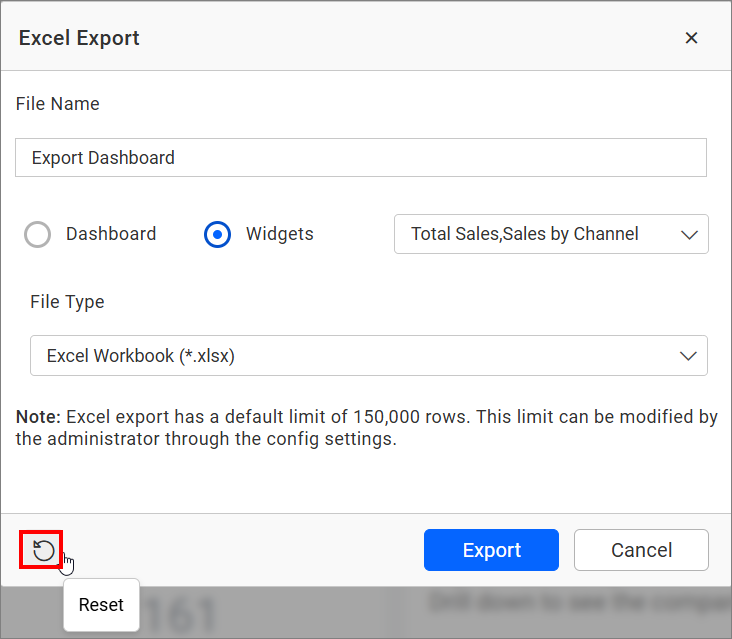 Excel Export
File Name
Export Dashboard
Dashboard
Widgets
Total Sales,Sales by Channel
File Type
Excel Workbook (*.xlsx)
Note: Excel export has a default limit of 150,000 rows. This limit can be modified by
the administrator through the config settings.
Export
Cancel
Reset
161
Drill down to see the